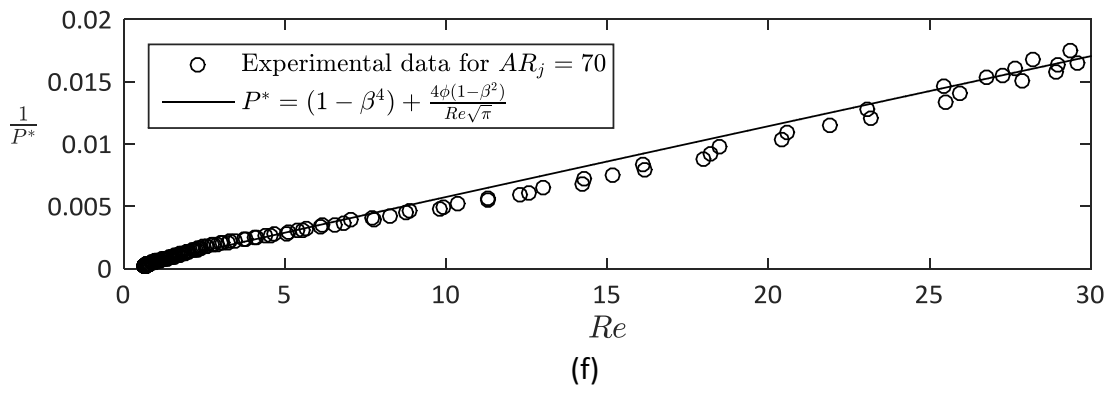 0.02
0.015
0.01
0.005
0
1/P*
Experimental data for AR_j = 70
P* = (1 − β⁴) + 4ϕ(1−β²)/Re√π
0 5 10 15 20 25 30
Re
(f)